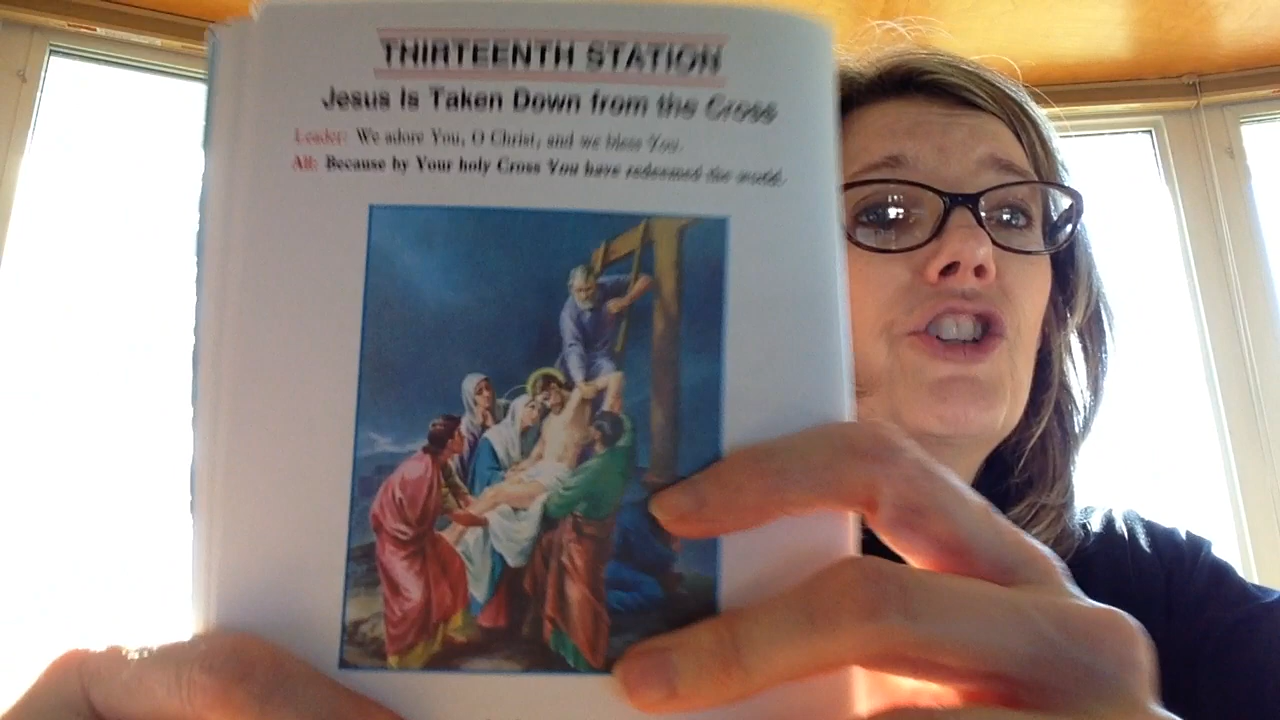 THIRTEENTH STATION
Jesus Is Taken Down from the Cross
Leader: We adore You, O Christ, and we bless You.
All: Because by Your holy Cross You have redeemed the world.